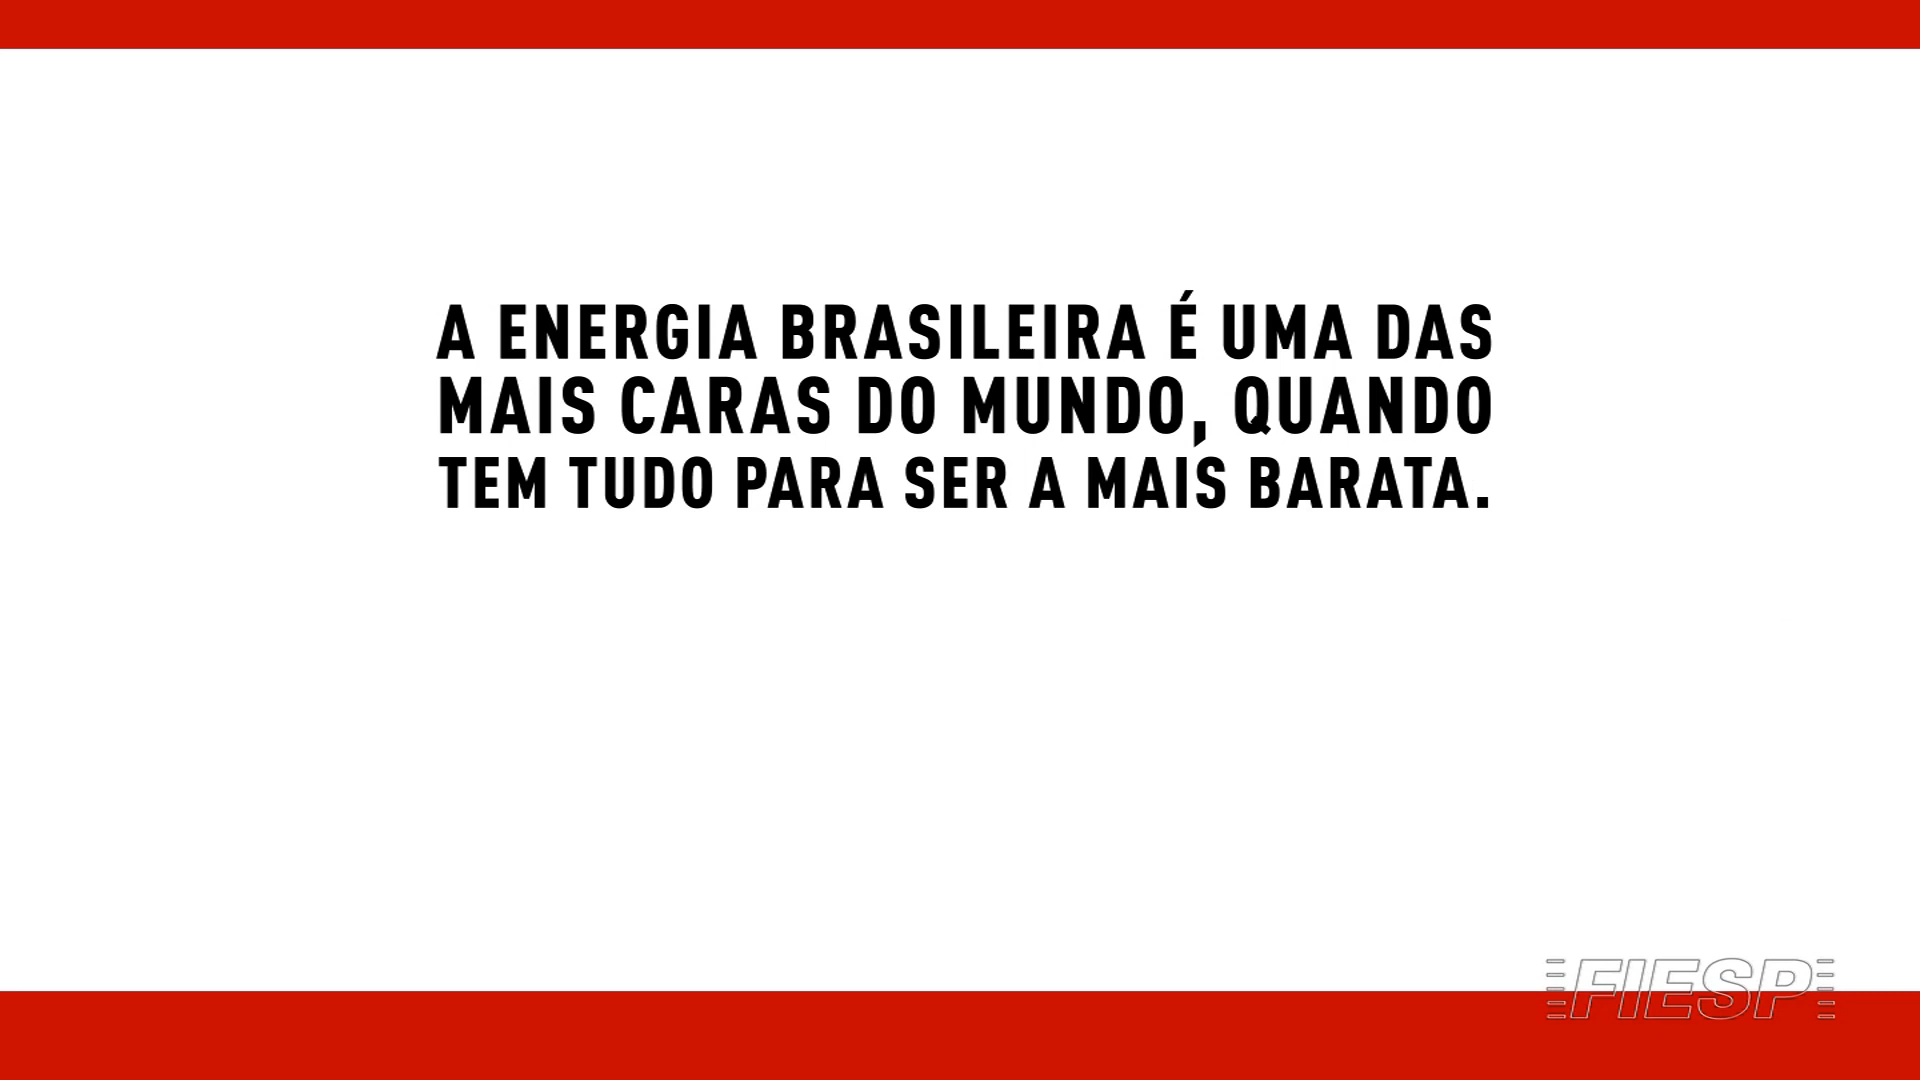 A ENERGIA BRASILEIRA É UMA DAS
MAIS CARAS DO MUNDO, QUANDO
TEM TUDO PARA SER A MAIS BARATA.
FIESP